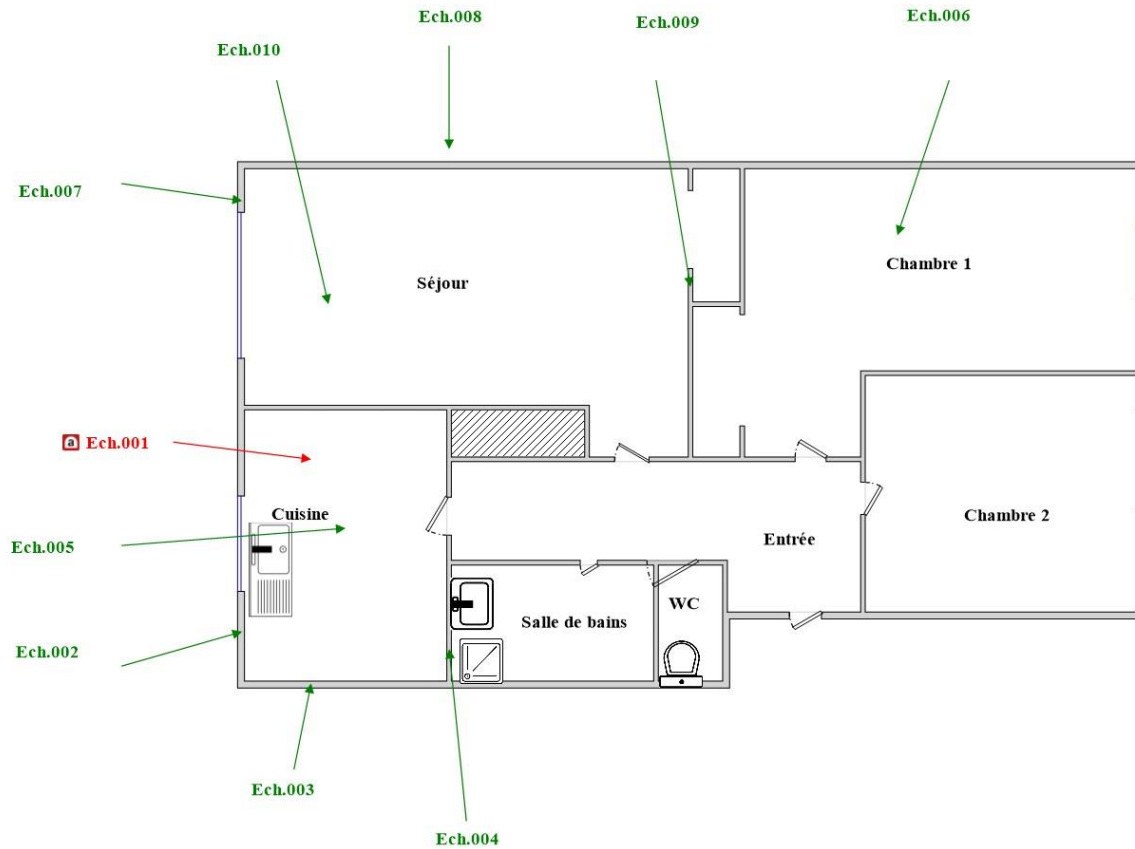 Ech.008
Ech.009
Ech.006
Ech.010
Ech.007
Chambre 1
Séjour
a Ech.001
Cuisine
Chambre 2
Ech.005
Entrée
WC
Salle de bains
Ech.002
Ech.003
Ech.004